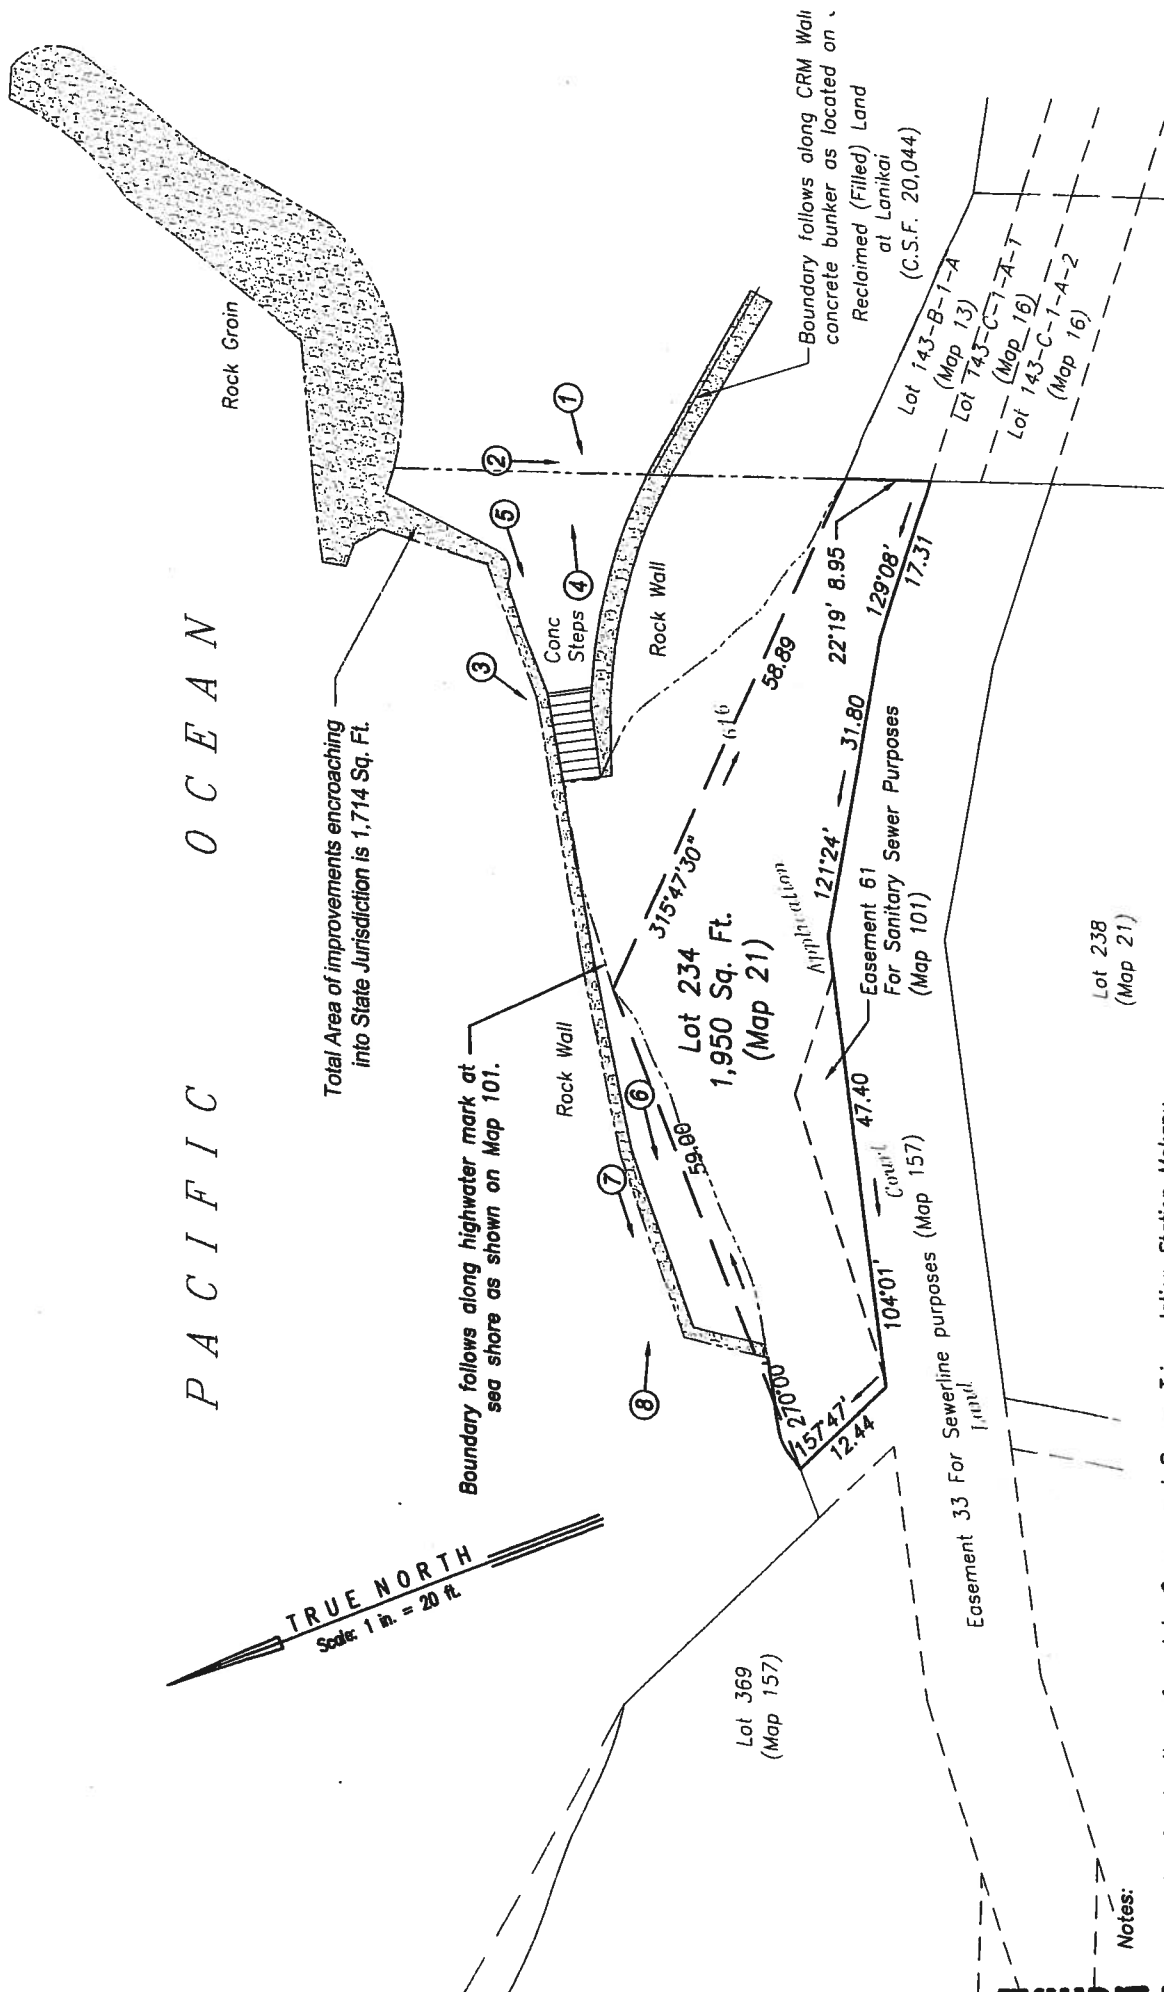 PACIFIC OCEAN
TRUE NORTH
Scale: 1 in. = 20 ft.
Rock Groin
Total Area of improvements encroaching
into State Jurisdiction is 1,714 Sq. Ft.
Boundary follows along highwater mark at
sea shore as shown on Map 101.
Boundary follows along CRM Wall
concrete bunker as located on
Reclaimed (Filled) Land
at Lanikai
(C.S.F. 20,044)
1
2
3
4
5
6
7
8
Conc
Steps
Rock Wall
Rock Wall
Lot 234
1,950 Sq. Ft.
(Map 21)
315°47'30"
616
58.89
59.00
22°19' 8.95
129°08'
17.31
121°24' 31.80
Application
Easement 61
For Sanitary Sewer Purposes
(Map 101)
104°01' 47.40
Court
157°47'
12.44
270°00
Easement 33 For Sewerline purposes (Map 157)
Land
Lot 143-B-1-A
(Map 13)
Lot 143-C-1-A-1
(Map 16)
Lot 143-C-1-A-2
(Map 16)
Lot 238
(Map 21)
Lot 369
(Map 157)
Notes: